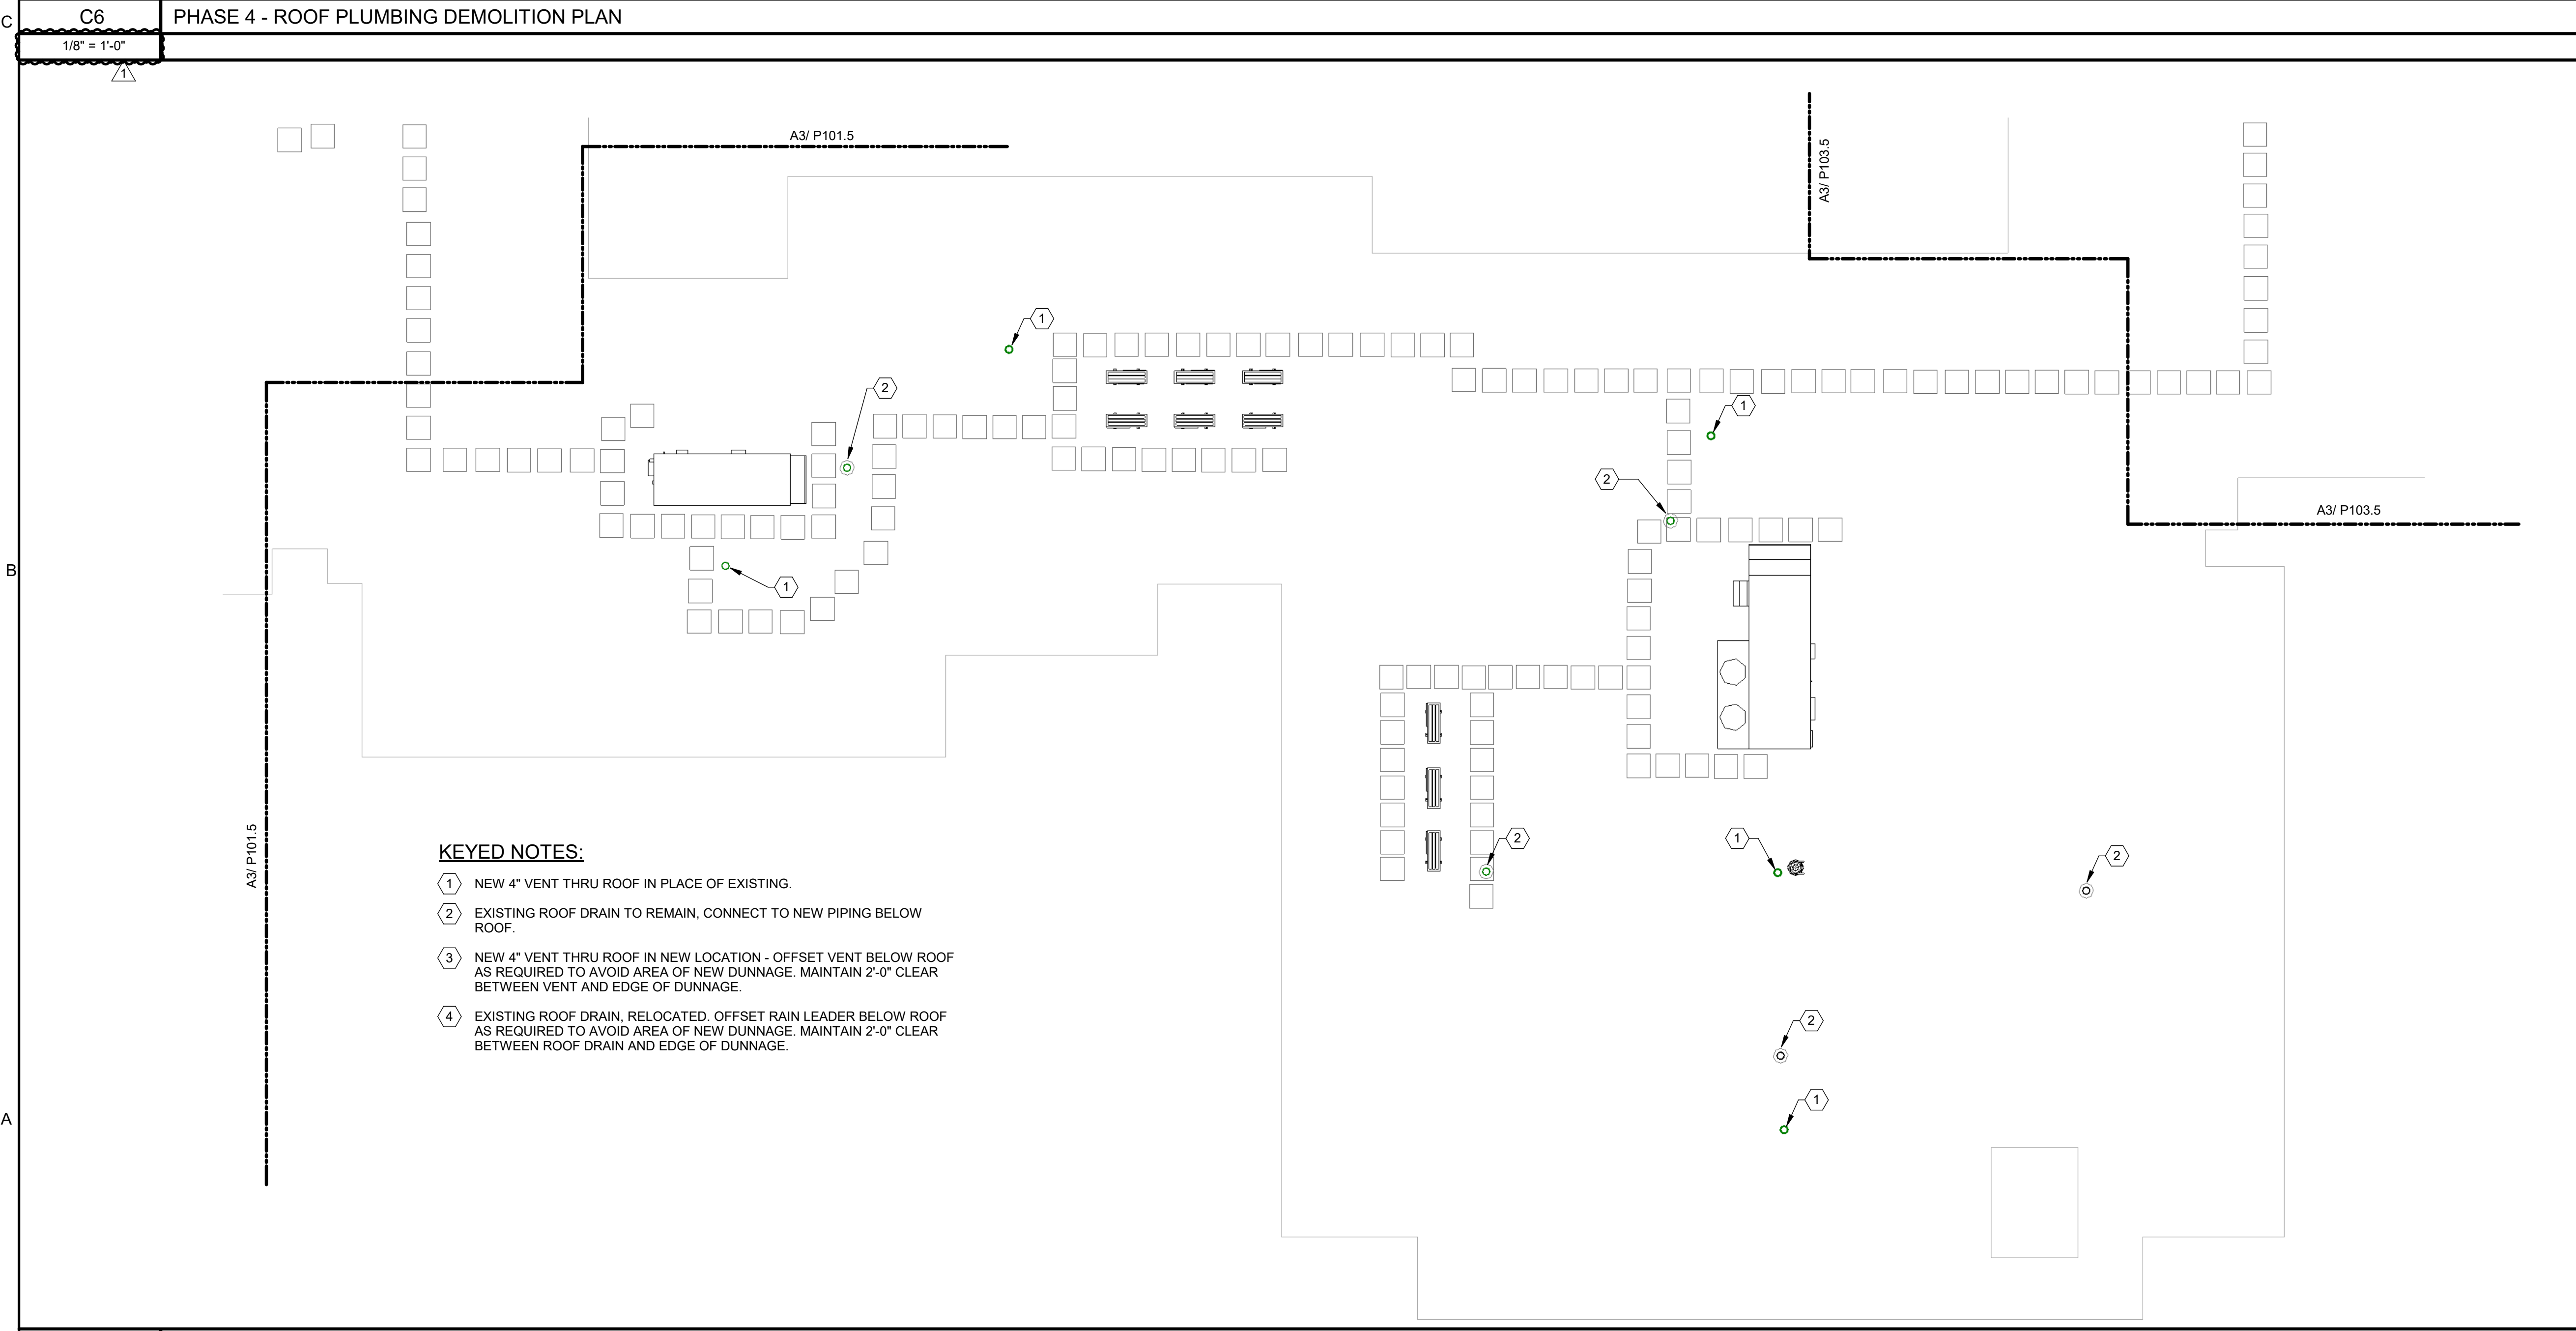 C
C6
PHASE 4 - ROOF PLUMBING DEMOLITION PLAN
1/8" = 1'-0"
1
A3/ P101.5
A3/ P103.5
1
2
1
2
A3/ P103.5
B
1
A3/ P101.5
2
1
2
KEYED NOTES:
1 NEW 4" VENT THRU ROOF IN PLACE OF EXISTING.
2 EXISTING ROOF DRAIN TO REMAIN, CONNECT TO NEW PIPING BELOW
ROOF.
3 NEW 4" VENT THRU ROOF IN NEW LOCATION - OFFSET VENT BELOW ROOF
AS REQUIRED TO AVOID AREA OF NEW DUNNAGE. MAINTAIN 2'-0" CLEAR
BETWEEN VENT AND EDGE OF DUNNAGE.
4 EXISTING ROOF DRAIN, RELOCATED. OFFSET RAIN LEADER BELOW ROOF
AS REQUIRED TO AVOID AREA OF NEW DUNNAGE. MAINTAIN 2'-0" CLEAR
BETWEEN ROOF DRAIN AND EDGE OF DUNNAGE.
2
1
A